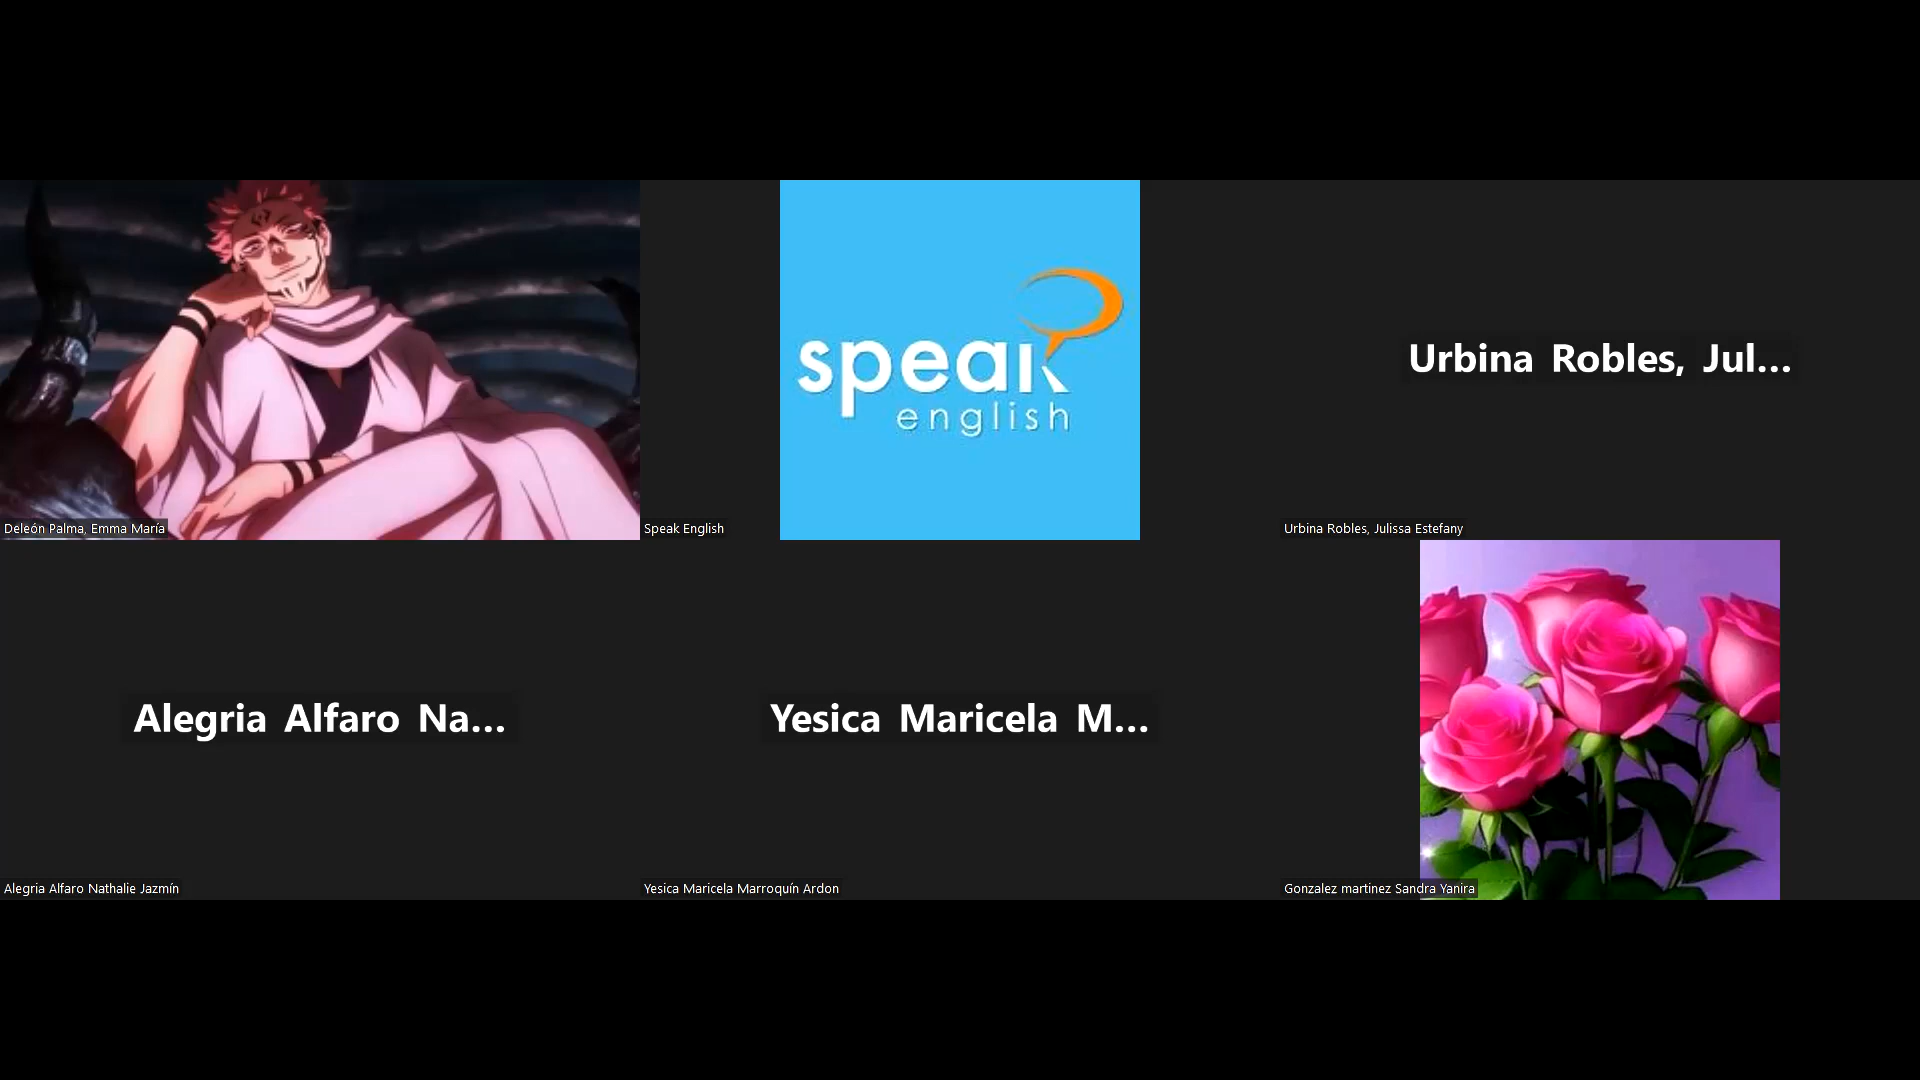 Deleón Palma, Emma María
speak
english
Speak English
Urbina Robles, Jul...
Urbina Robles, Julissa Estefany
Alegria Alfaro Na...
Alegria Alfaro Nathalie Jazmín
Yesica Maricela M...
Yesica Maricela Marroquín Ardon
Gonzalez martinez Sandra Yanira